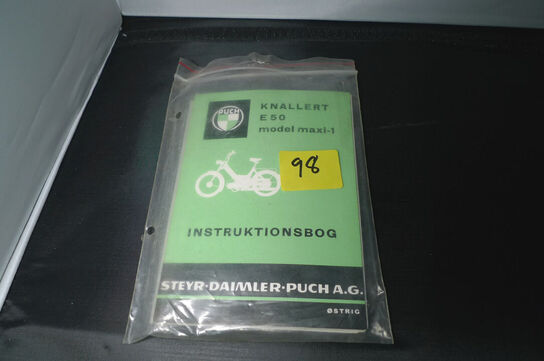 PUCH
KNALLERT
E 50
model maxi-1
98
INSTRUKTIONSBOG
STEYR·DAIMLER·PUCH A.G.
ØSTRIG